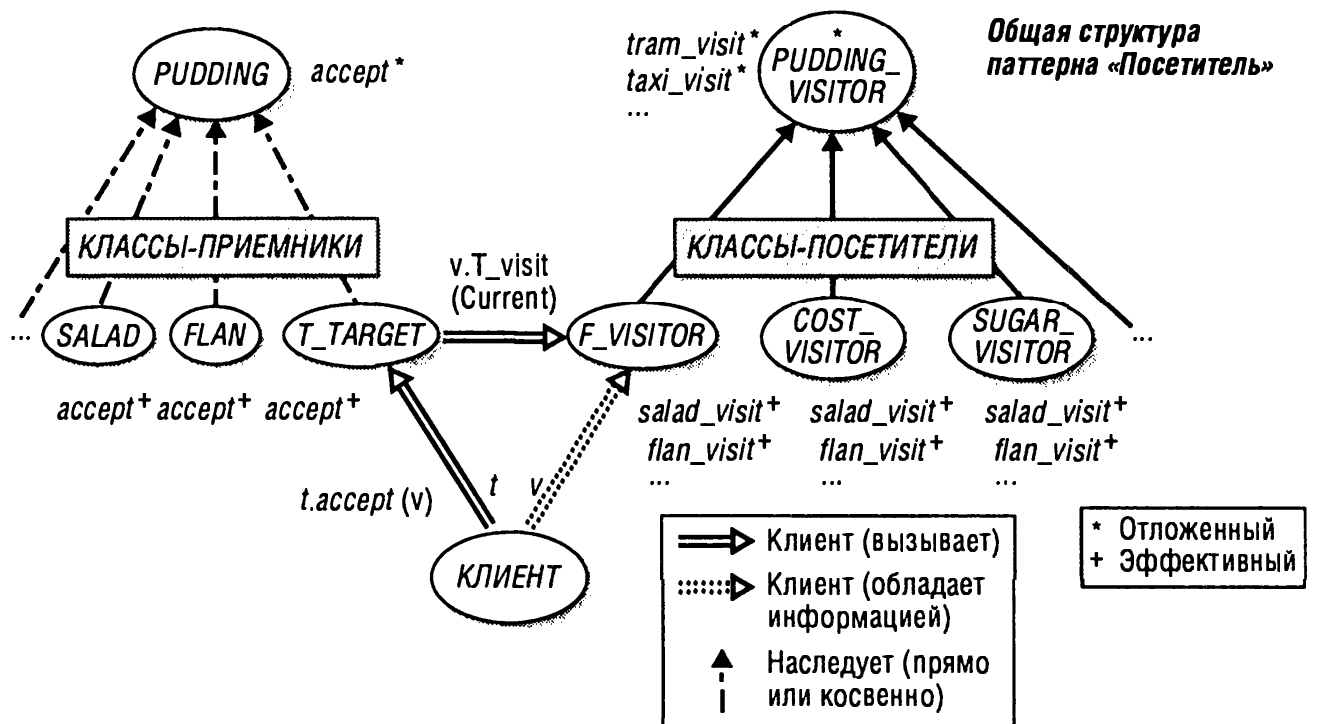 Общая структура
паттерна «Посетитель»
PUDDING
accept*
tram_visit*
taxi_visit*
...
*
PUDDING_
VISITOR
КЛАССЫ-ПРИЕМНИКИ
КЛАССЫ-ПОСЕТИТЕЛИ
v.T_visit
(Current)
...
SALAD
FLAN
T_TARGET
F_VISITOR
COST_
VISITOR
SUGAR_
VISITOR
...
accept+
accept+
accept+
salad_visit+
flan_visit+
...
salad_visit+
flan_visit+
...
salad_visit+
flan_visit+
...
t.accept (v)
t
v
КЛИЕНТ
Клиент (вызывает)
Клиент (обладает
информацией)
Наследует (прямо
или косвенно)
* Отложенный
+ Эффективный